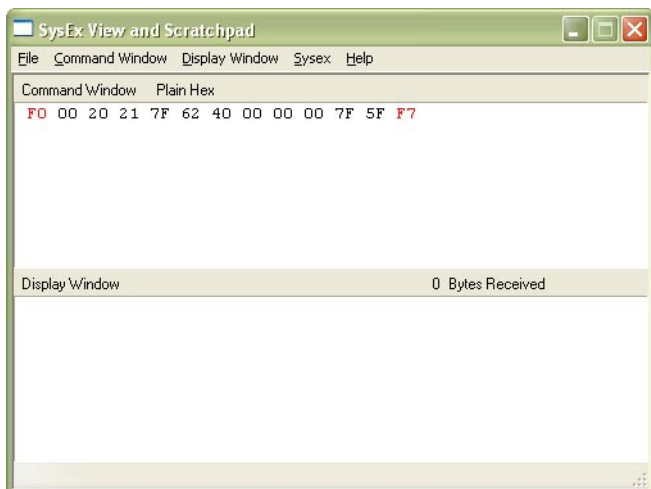 SysEx View and Scratchpad
File Command Window Display Window Sysex Help
Command Window Plain Hex
F0 00 20 21 7F 62 40 00 00 00 7F 5F F7
Display Window 0 Bytes Received